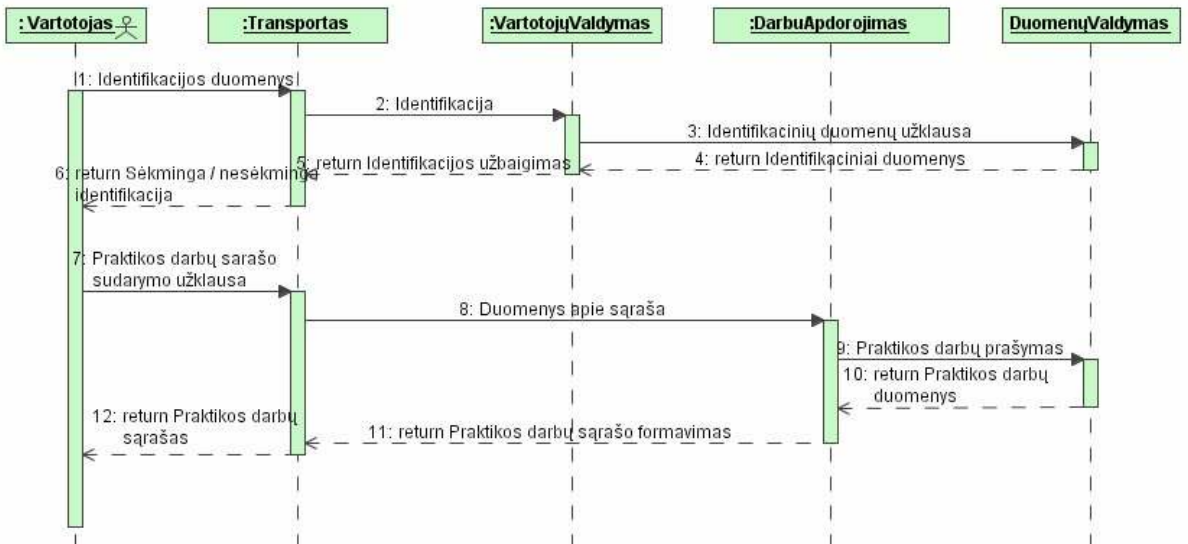 : Vartotojas
:Transportas
:VartotojųValdymas
:DarbuApdorojimas
DuomenųValdymas
1: Identifikacijos duomenys
2: Identifikacija
3: Identifikacinių duomenų užklausa
4: return Identifikaciniai duomenys
5: return Identifikacijos užbaigimas
6: return Sėkminga / nesėkminga
identifikacija
7: Praktikos darbų sarašo
sudarymo užklausa
8: Duomenys apie sąraša
9: Praktikos darbų prašymas
10: return Praktikos darbų
duomenys
11: return Praktikos darbų sąrašo formavimas
12: return Praktikos darbų
sąrašas